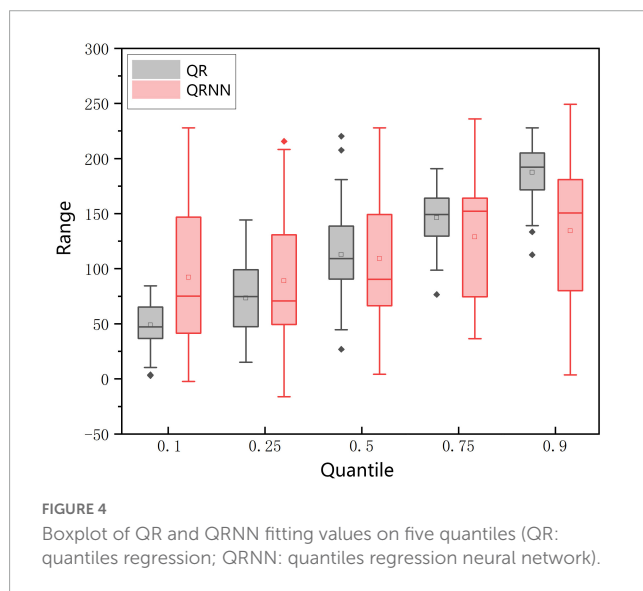 300
250
200
150
100
50
0
-50
Range
QR
QRNN
0.1 0.25 0.5 0.75 0.9
Quantile
FIGURE 4
Boxplot of QR and QRNN fitting values on five quantiles (QR:
quantiles regression; QRNN: quantiles regression neural network).